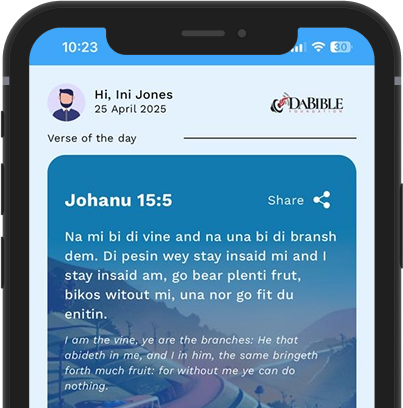 10:23
30
Hi, Ini Jones
25 April 2025
DABIBLE
FOUNDATION
Verse of the day
Johanu 15:5
Share
Na mi bi di vine and na una bi di bransh
dem. Di pesin wey stay insaid mi and I
stay insaid am, go bear plenti frut,
bikos witout mi, una nor go fit du
enitin.
I am the vine, ye are the branches: He that
abideth in me, and I in him, the same bringeth
forth much fruit: for without me ye can do
nothing.